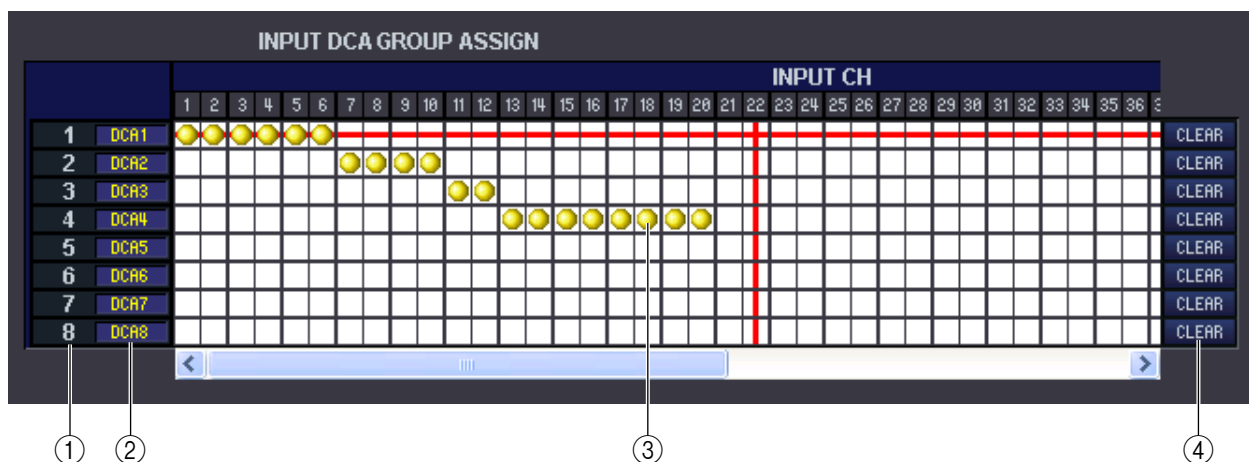 INPUT DCA GROUP ASSIGN
INPUT CH
1 2 3 4 5 6 7 8 9 10 11 12 13 14 15 16 17 18 19 20 21 22 23 24 25 26 27 28 29 30 31 32 33 34 35 36
1 DCA1 CLEAR
2 DCA2 CLEAR
3 DCA3 CLEAR
4 DCA4 CLEAR
5 DCA5 CLEAR
6 DCA6 CLEAR
7 DCA7 CLEAR
8 DCA8 CLEAR
① ② ③ ④